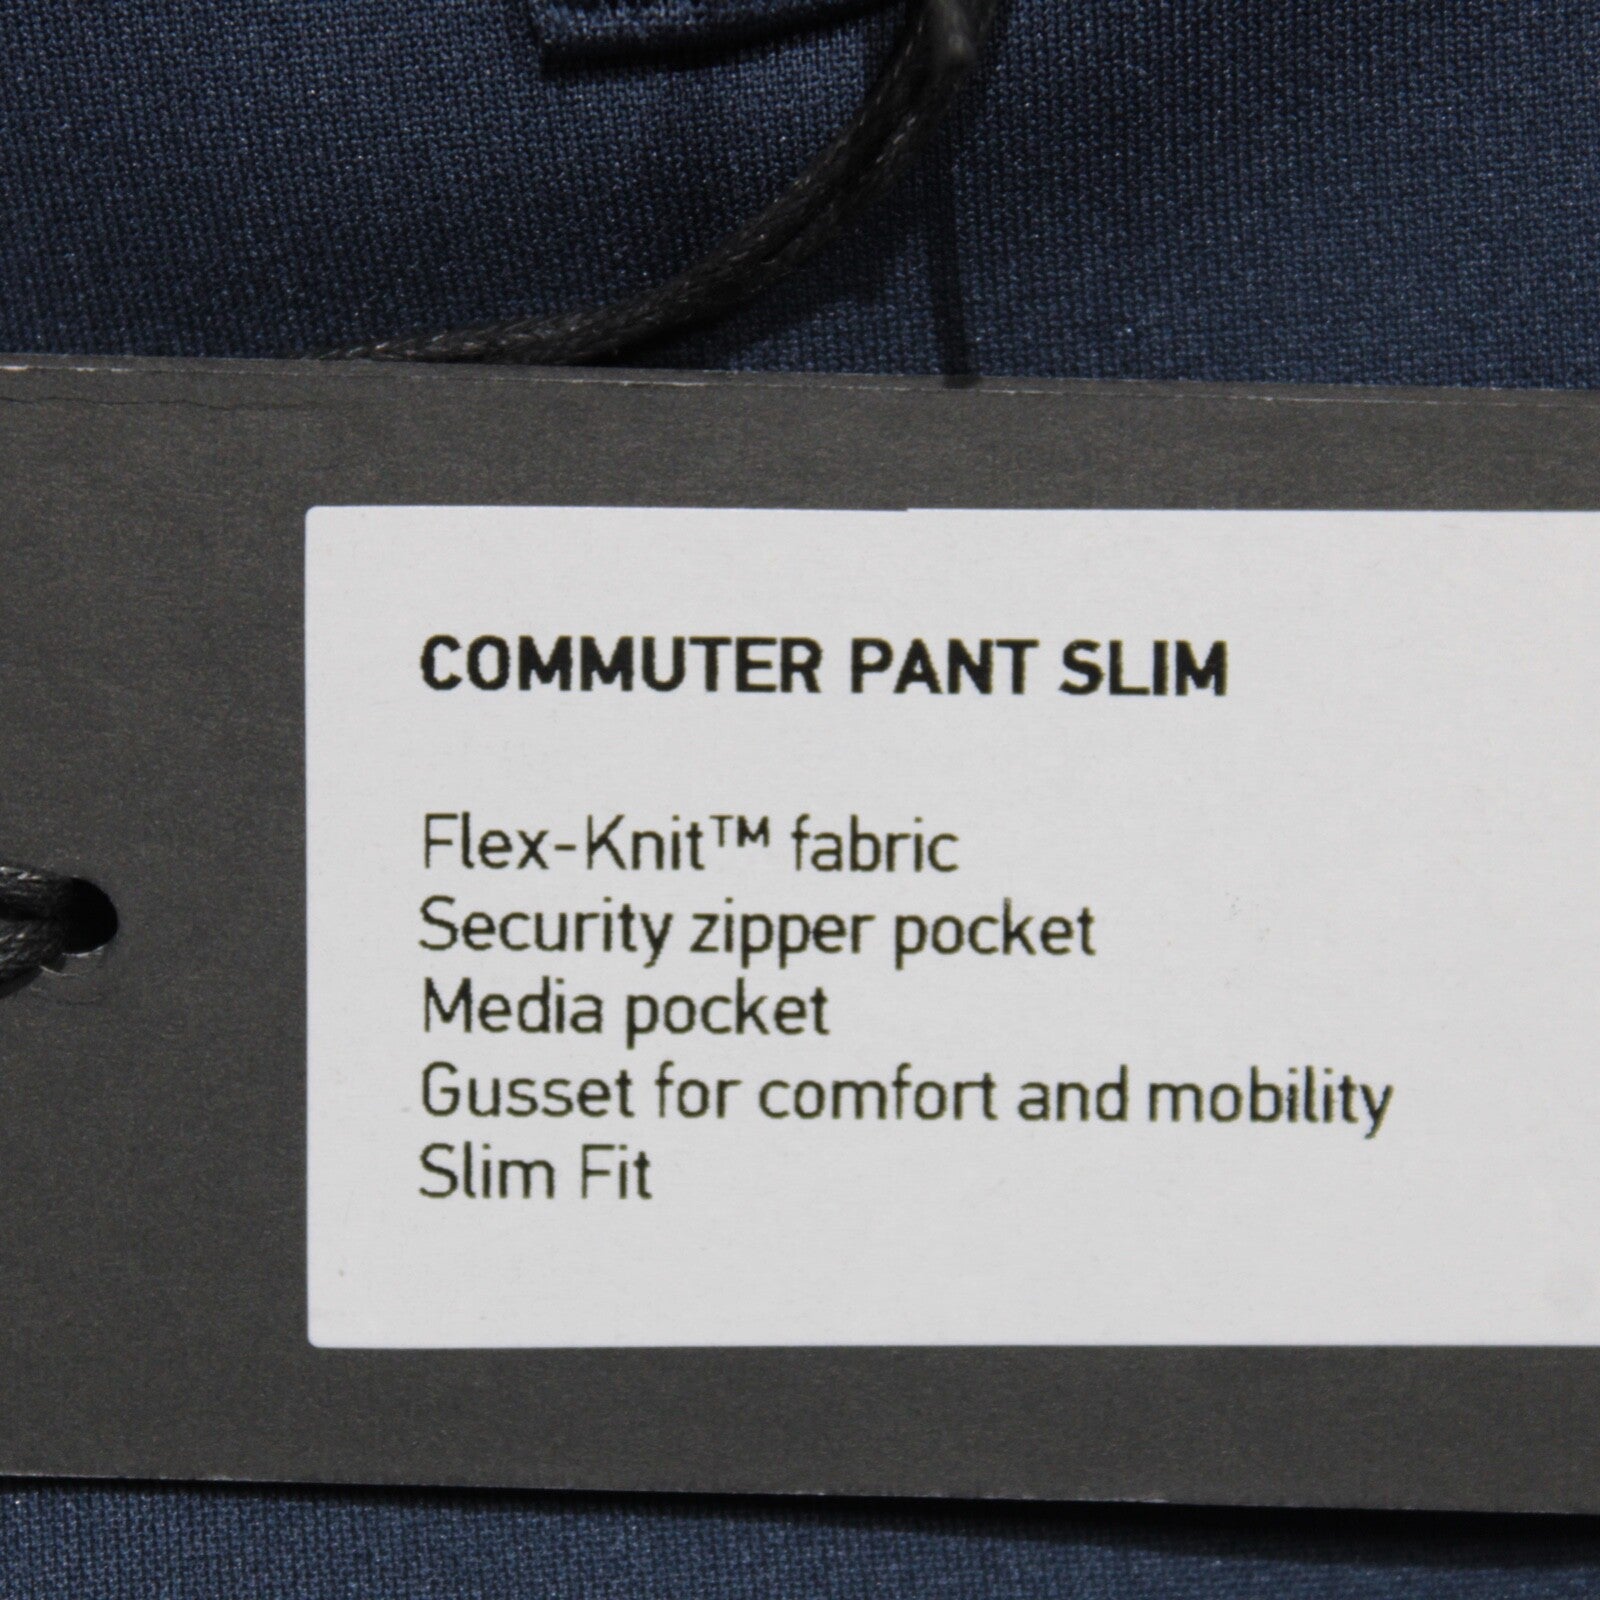 COMMUTER PANT SLIM
Flex-Knit™ fabric
Security zipper pocket
Media pocket
Gusset for comfort and mobility
Slim Fit